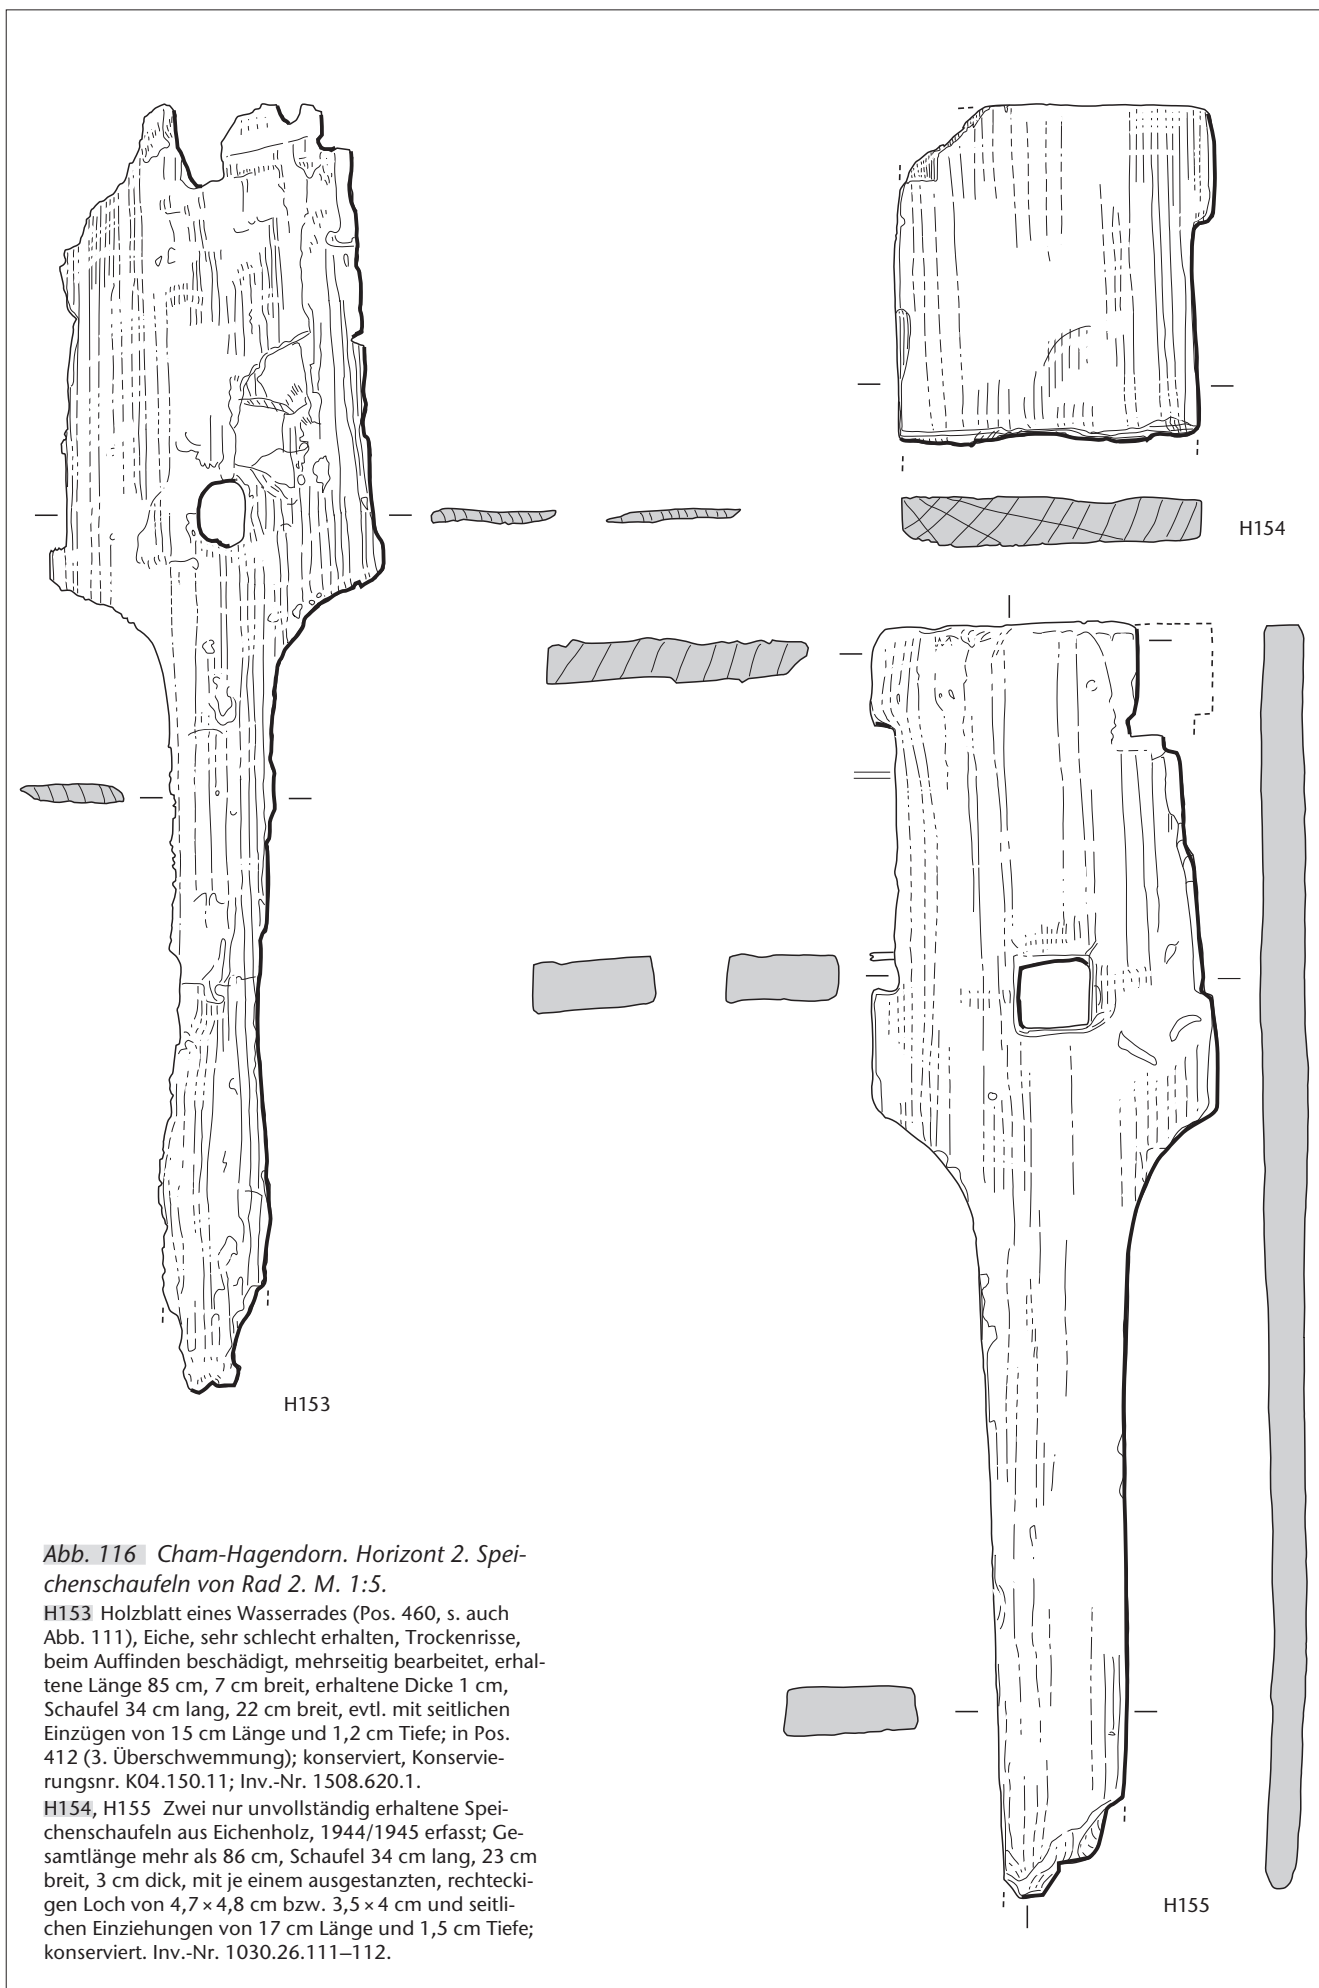 H154
H153
H155
Abb. 116 Cham-Hagendorn. Horizont 2. Spei-
chenschaufeln von Rad 2. M. 1:5.
H153 Holzblatt eines Wasserrades (Pos. 460, s. auch
Abb. 111), Eiche, sehr schlecht erhalten, Trockenrisse,
beim Auffinden beschädigt, mehrseitig bearbeitet, erhal-
tene Länge 85 cm, 7 cm breit, erhaltene Dicke 1 cm,
Schaufel 34 cm lang, 22 cm breit, evtl. mit seitlichen
Einzügen von 15 cm Länge und 1,2 cm Tiefe; in Pos.
412 (3. Überschwemmung); konserviert, Konservie-
rungsnr. K04.150.11; Inv.-Nr. 1508.620.1.
H154, H155 Zwei nur unvollständig erhaltene Spei-
chenschaufeln aus Eichenholz, 1944/1945 erfasst; Ge-
samtlänge mehr als 86 cm, Schaufel 34 cm lang, 23 cm
breit, 3 cm dick, mit je einem ausgestanzten, rechtecki-
gen Loch von 4,7 × 4,8 cm bzw. 3,5 × 4 cm und seitli-
chen Einziehungen von 17 cm Länge und 1,5 cm Tiefe;
konserviert. Inv.-Nr. 1030.26.111–112.